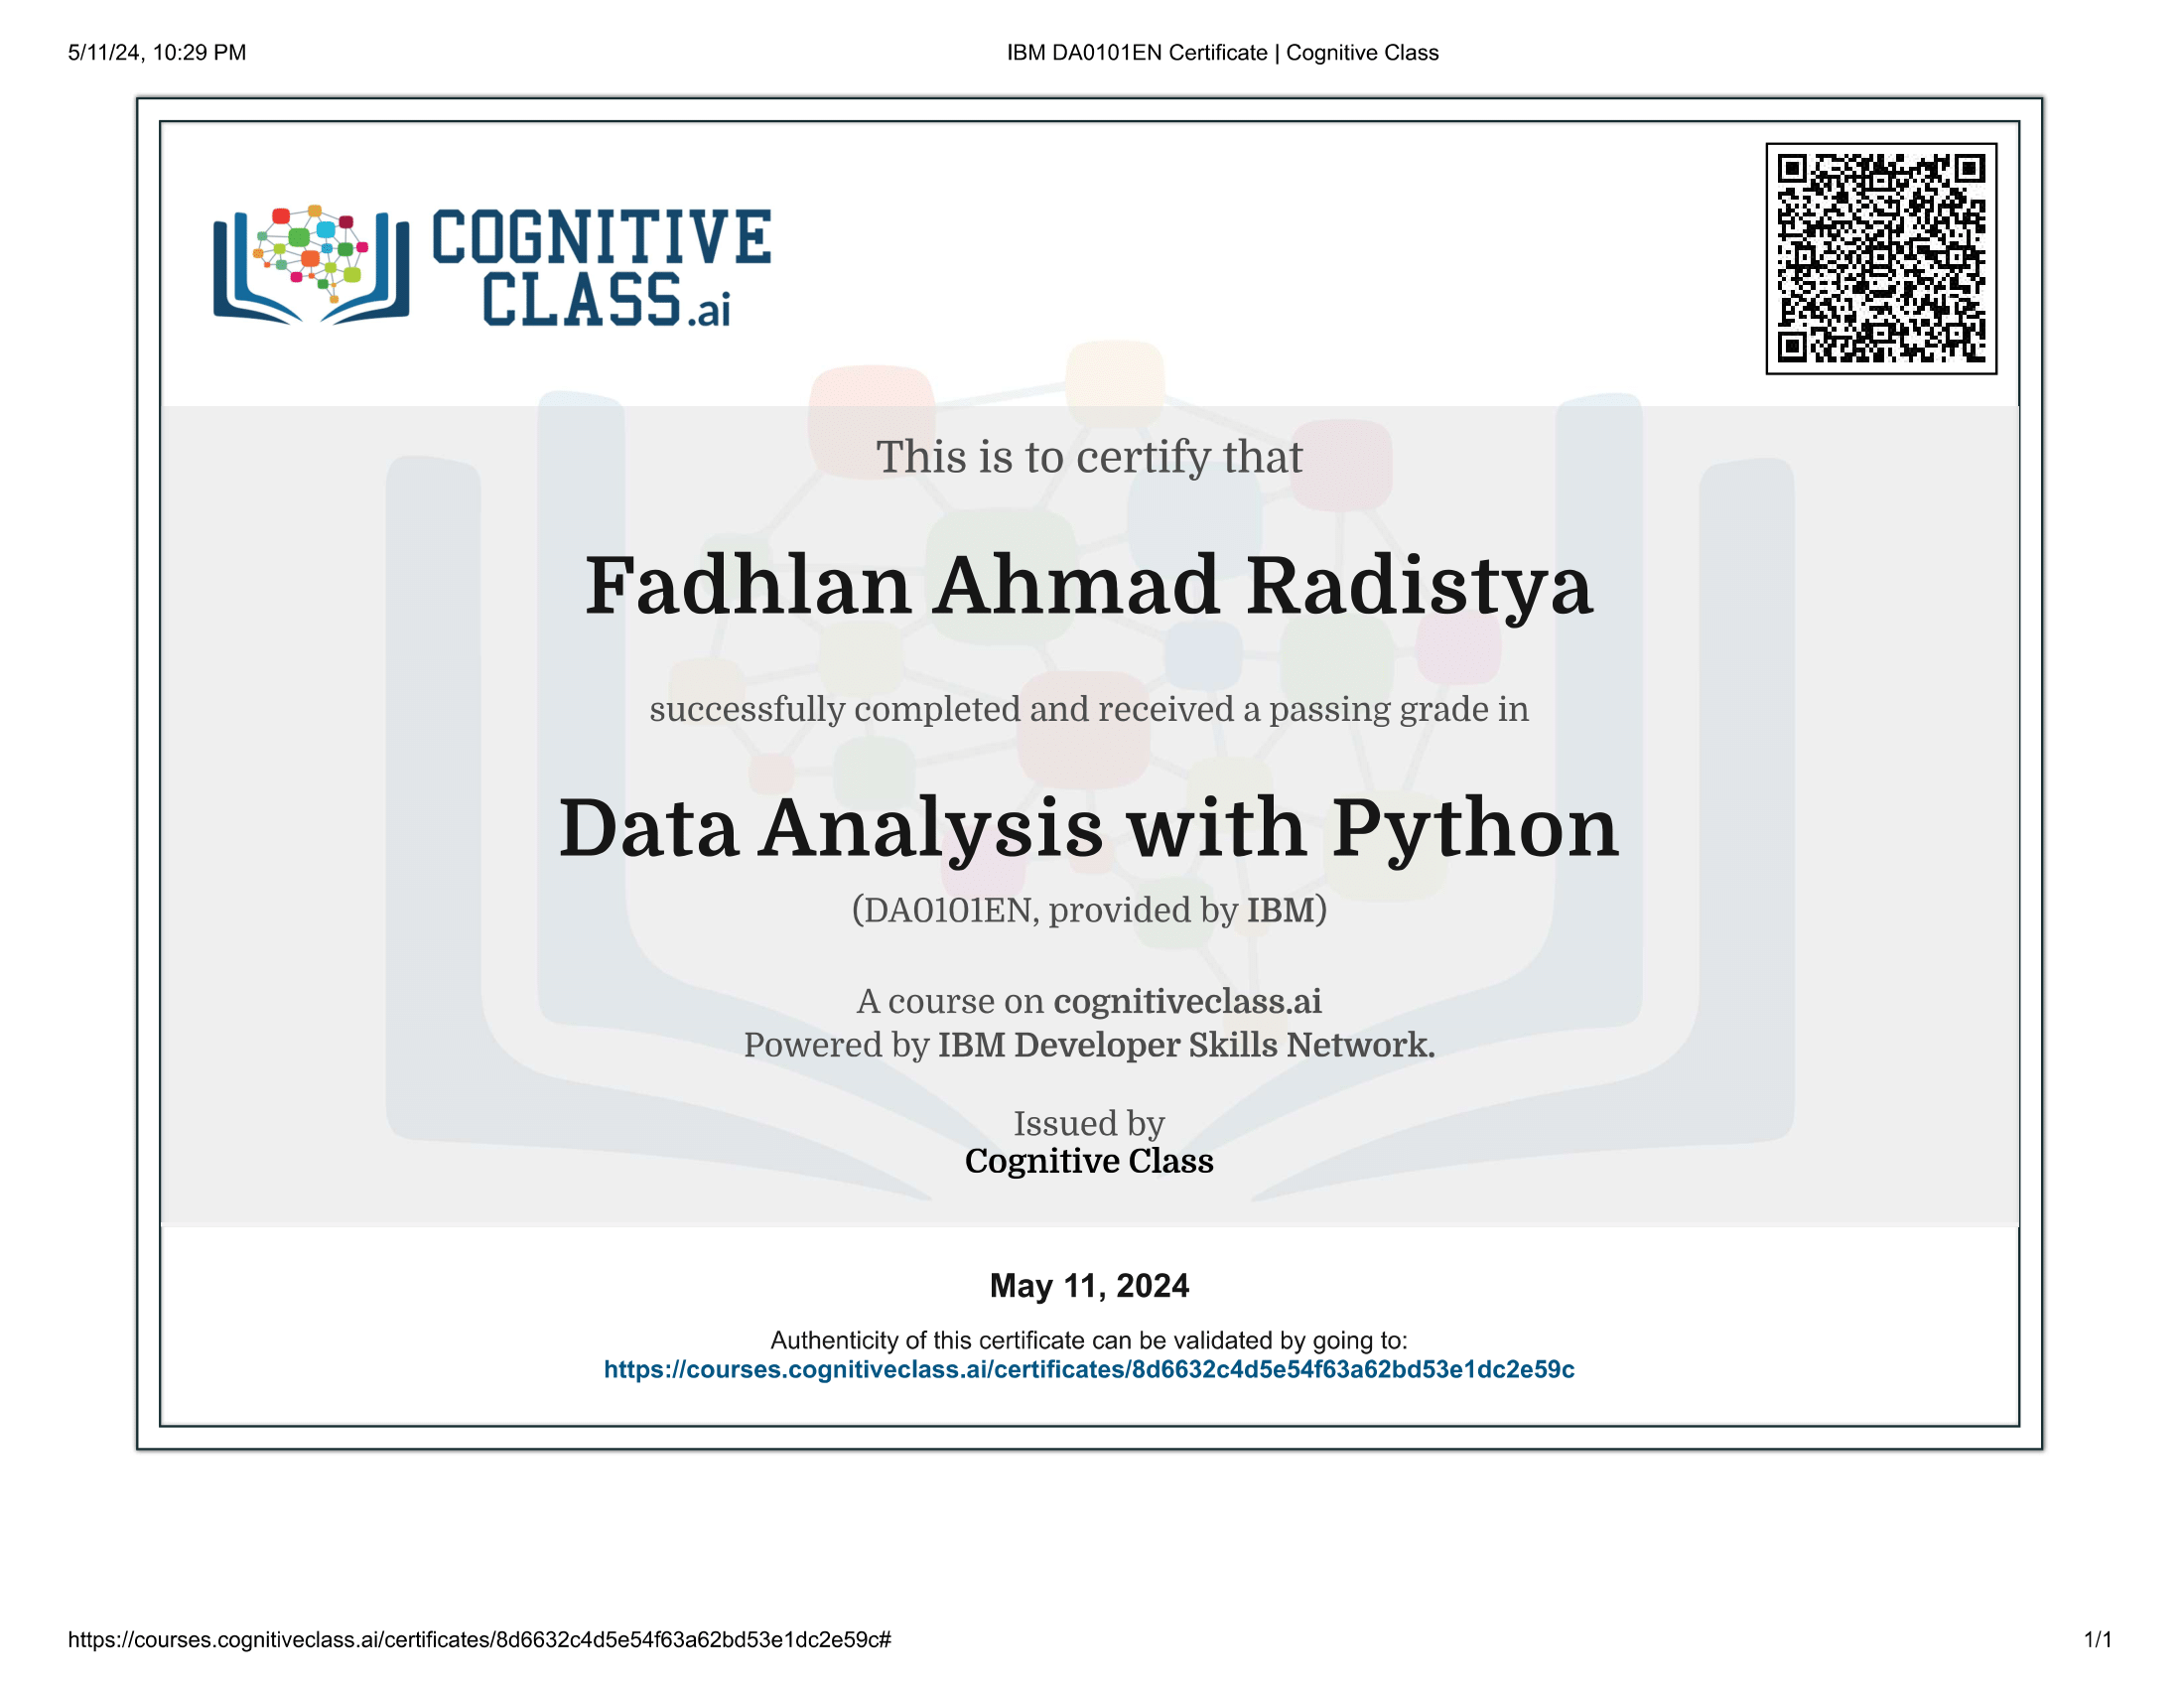 5/11/24, 10:29 PM
IBM DA0101EN Certificate | Cognitive Class
COGNITIVE
CLASS.ai
This is to certify that
Fadhlan Ahmad Radistya
successfully completed and received a passing grade in
Data Analysis with Python
(DA0101EN, provided by IBM)
A course on cognitiveclass.ai
Powered by IBM Developer Skills Network.
Issued by
Cognitive Class
May 11, 2024
Authenticity of this certificate can be validated by going to:
https://courses.cognitiveclass.ai/certificates/8d6632c4d5e54f63a62bd53e1dc2e59c
https://courses.cognitiveclass.ai/certificates/8d6632c4d5e54f63a62bd53e1dc2e59c#
1/1